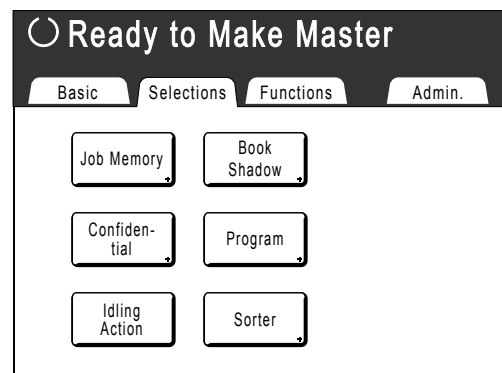 Ready to Make Master
Basic Selections Functions Admin.
Job Memory
Book
Shadow
Confiden-
tial
Program
Idling
Action
Sorter